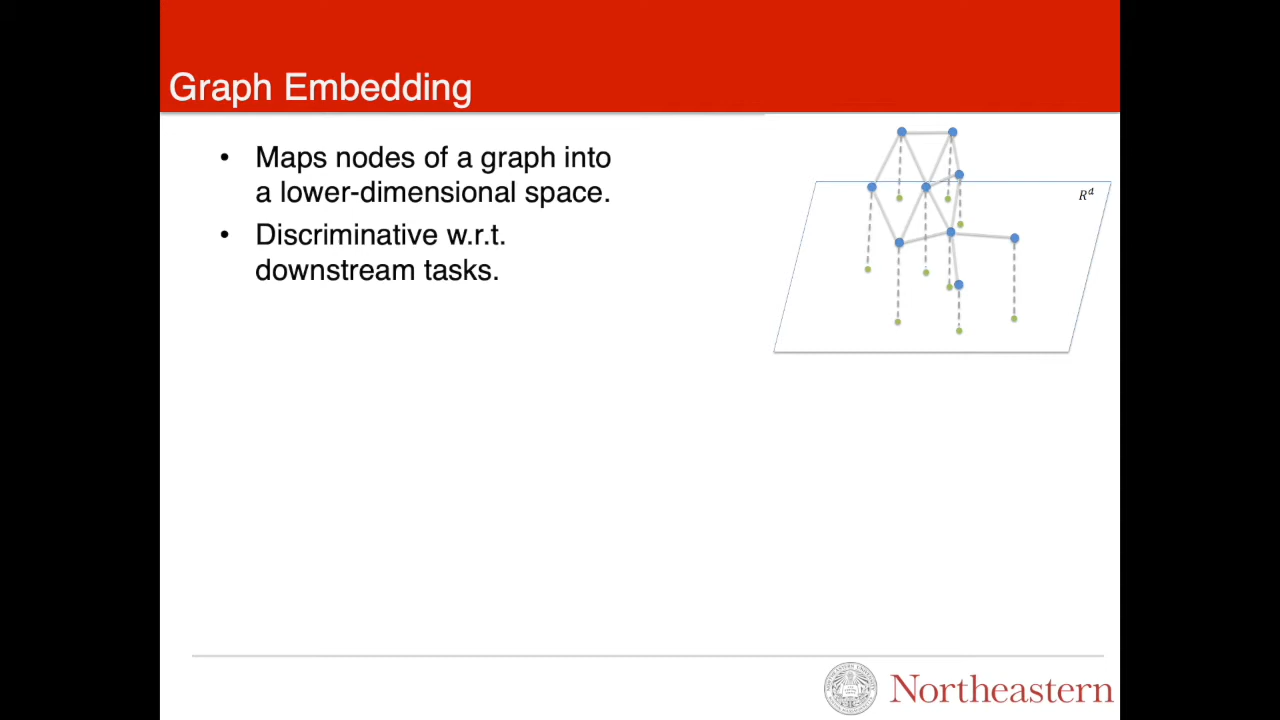 Graph Embedding
• Maps nodes of a graph into
a lower-dimensional space.
• Discriminative w.r.t.
downstream tasks.
R^d
Northeastern